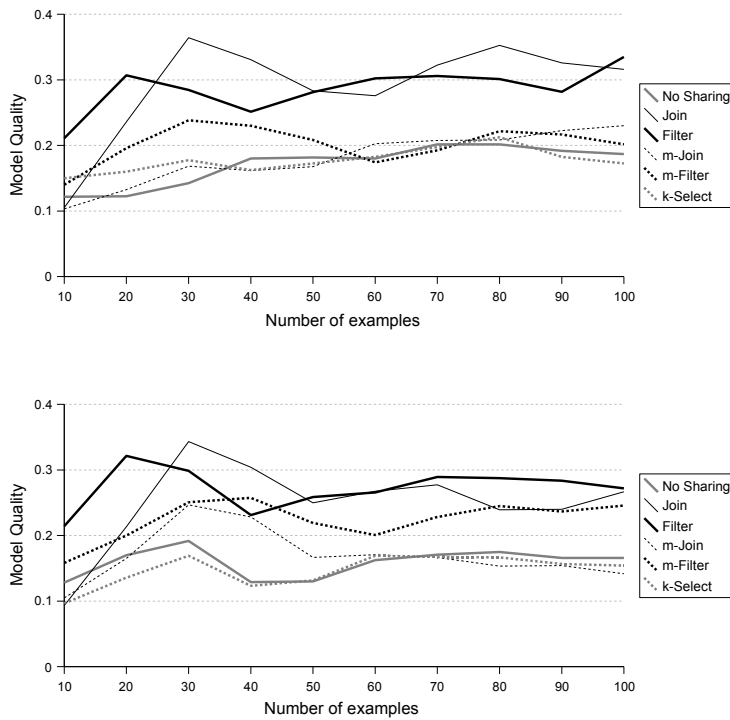 0.4
0.3
0.2
0.1
0
Model Quality
10 20 30 40 50 60 70 80 90 100
Number of examples
No Sharing
Join
Filter
m-Join
m-Filter
k-Select
0.4
0.3
0.2
0.1
0
Model Quality
10 20 30 40 50 60 70 80 90 100
Number of examples
No Sharing
Join
Filter
m-Join
m-Filter
k-Select